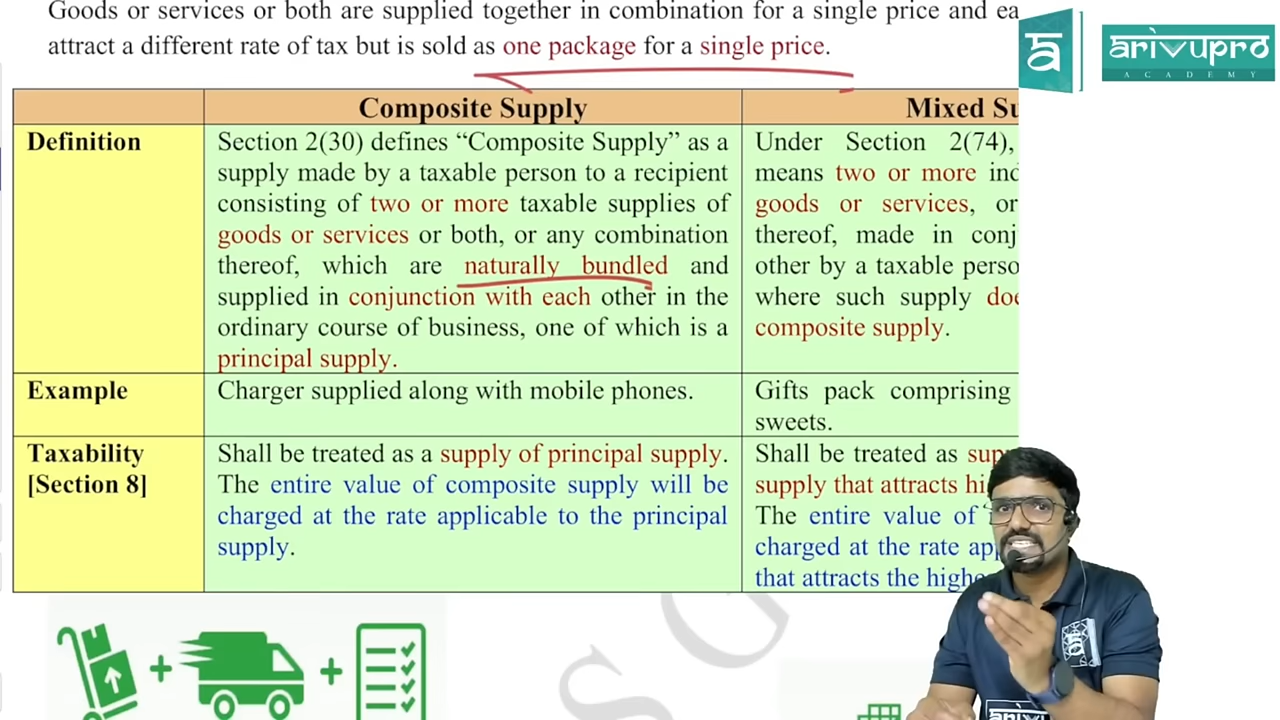 Goods or services or both are supplied together in combination for a single price and ea
attract a different rate of tax but is sold as one package for a single price.
arivupro
ACADEMY
Composite Supply
Mixed Su
Definition
Section 2(30) defines “Composite Supply” as a
supply made by a taxable person to a recipient
consisting of two or more taxable supplies of
goods or services or both, or any combination
thereof, which are naturally bundled and
supplied in conjunction with each other in the
ordinary course of business, one of which is a
principal supply.
Under Section 2(74),
means two or more ind
goods or services, or
thereof, made in conj
other by a taxable perso
where such supply doe
composite supply.
Example
Charger supplied along with mobile phones.
Gifts pack comprising
sweets.
Taxability
[Section 8]
Shall be treated as a supply of principal supply.
The entire value of composite supply will be
charged at the rate applicable to the principal
supply.
Shall be treated as sup
supply that attracts hi
The entire value of
charged at the rate app
that attracts the highe
S G
arivupro